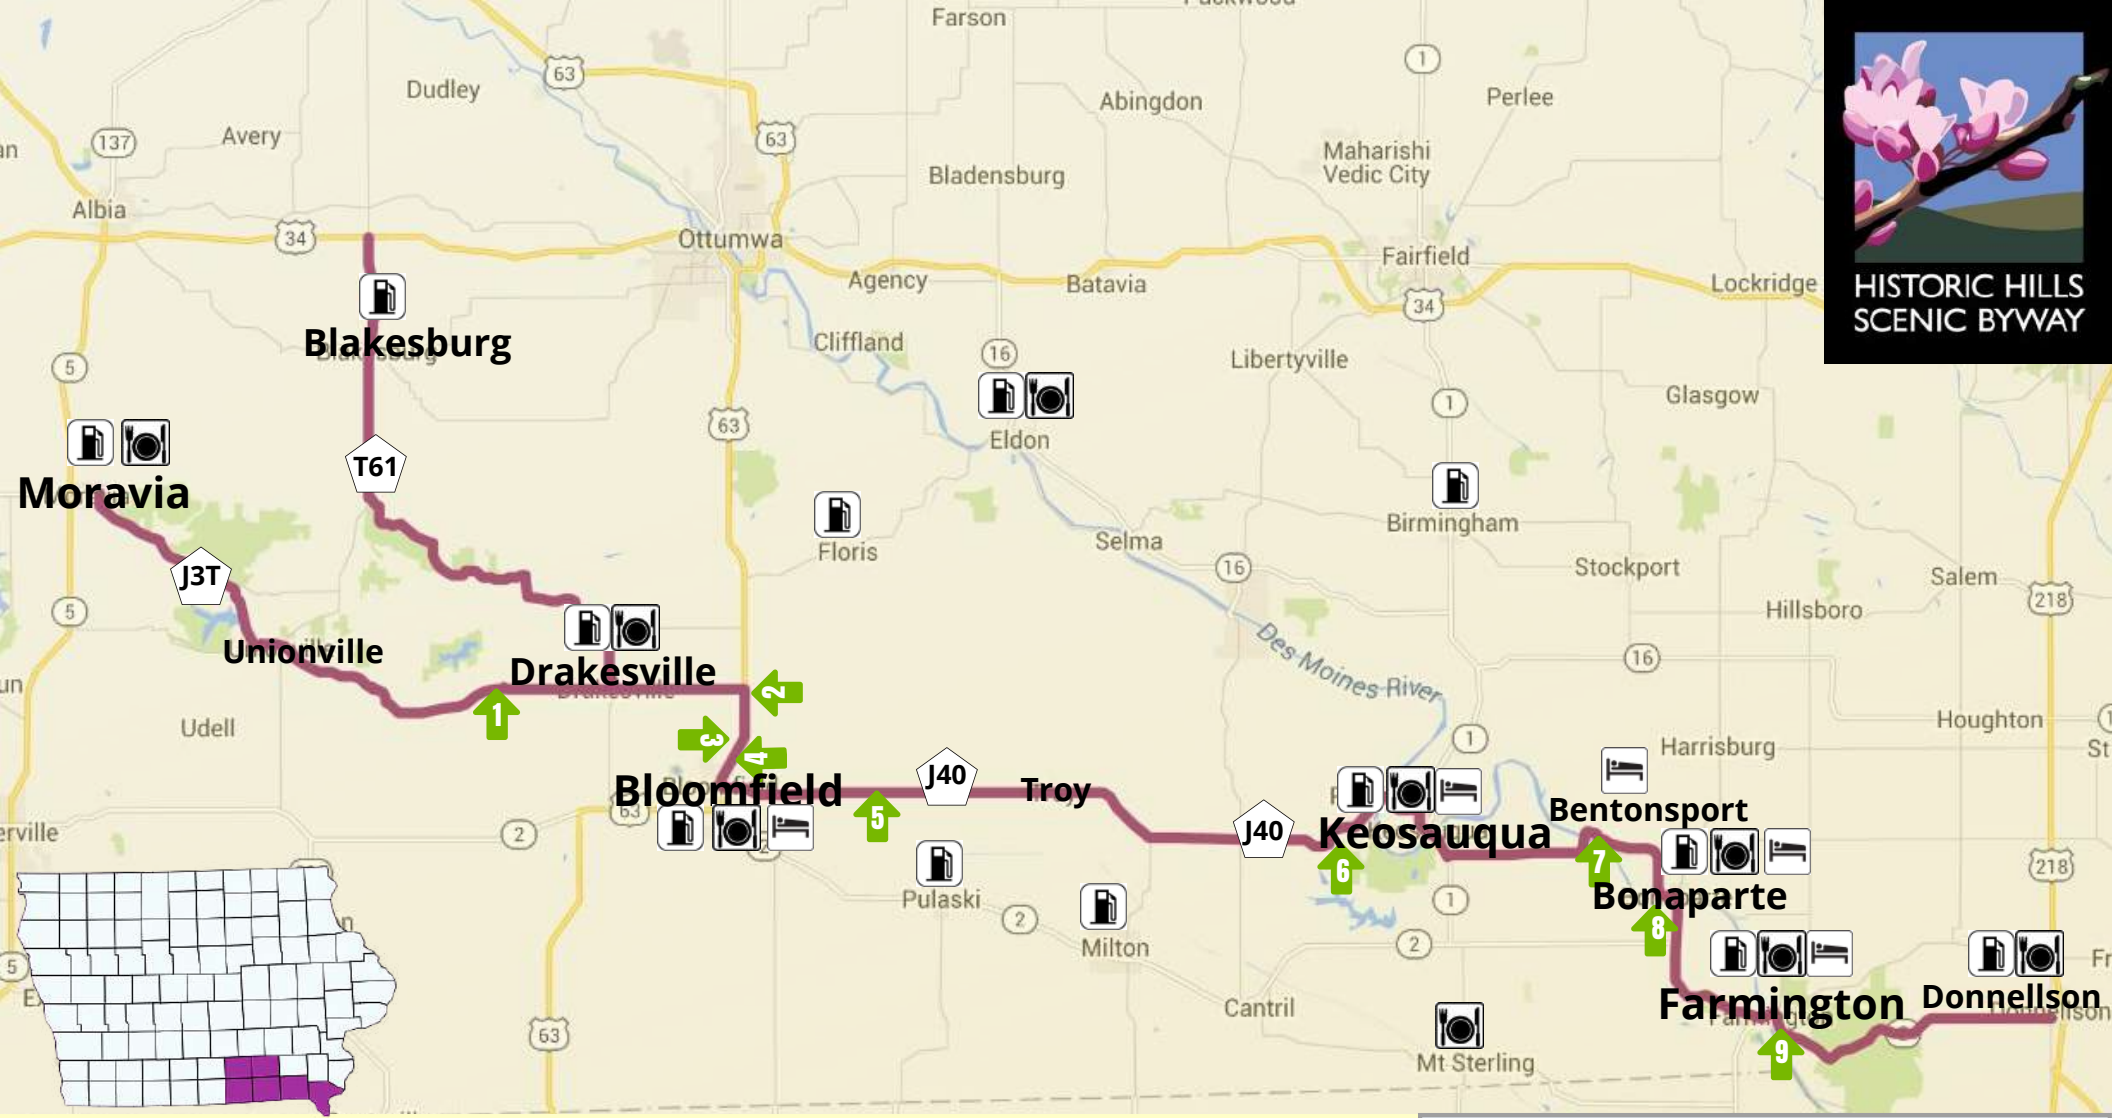 Farson
63
Dudley
Abingdon
1
Perlee
HISTORIC HILLS
SCENIC BYWAY
137
Avery
63
Maharishi
Vedic City
Bladensburg
Albia
34
Ottumwa
Agency
Batavia
Fairfield
34
Lockridge
Blakesburg
Cliffland
16
Libertyville
5
63
1
Glasgow
Eldon
Moravia
T61
Floris
Selma
Birmingham
J3T
16
Stockport
Salem
218
5
Hillsboro
Unionville
Drakesville
Des Moines River
16
1
2
Udell
3
4
1
Houghton
Harrisburg
Bloomfield
J40
Troy
Bentonsport
63
2
2
5
J40
Keosauqua
6
7
218
Pulaski
2
Milton
1
2
Bonaparte
8
5
Cantril
Farmington
Donnellson
63
Mt Sterling
9